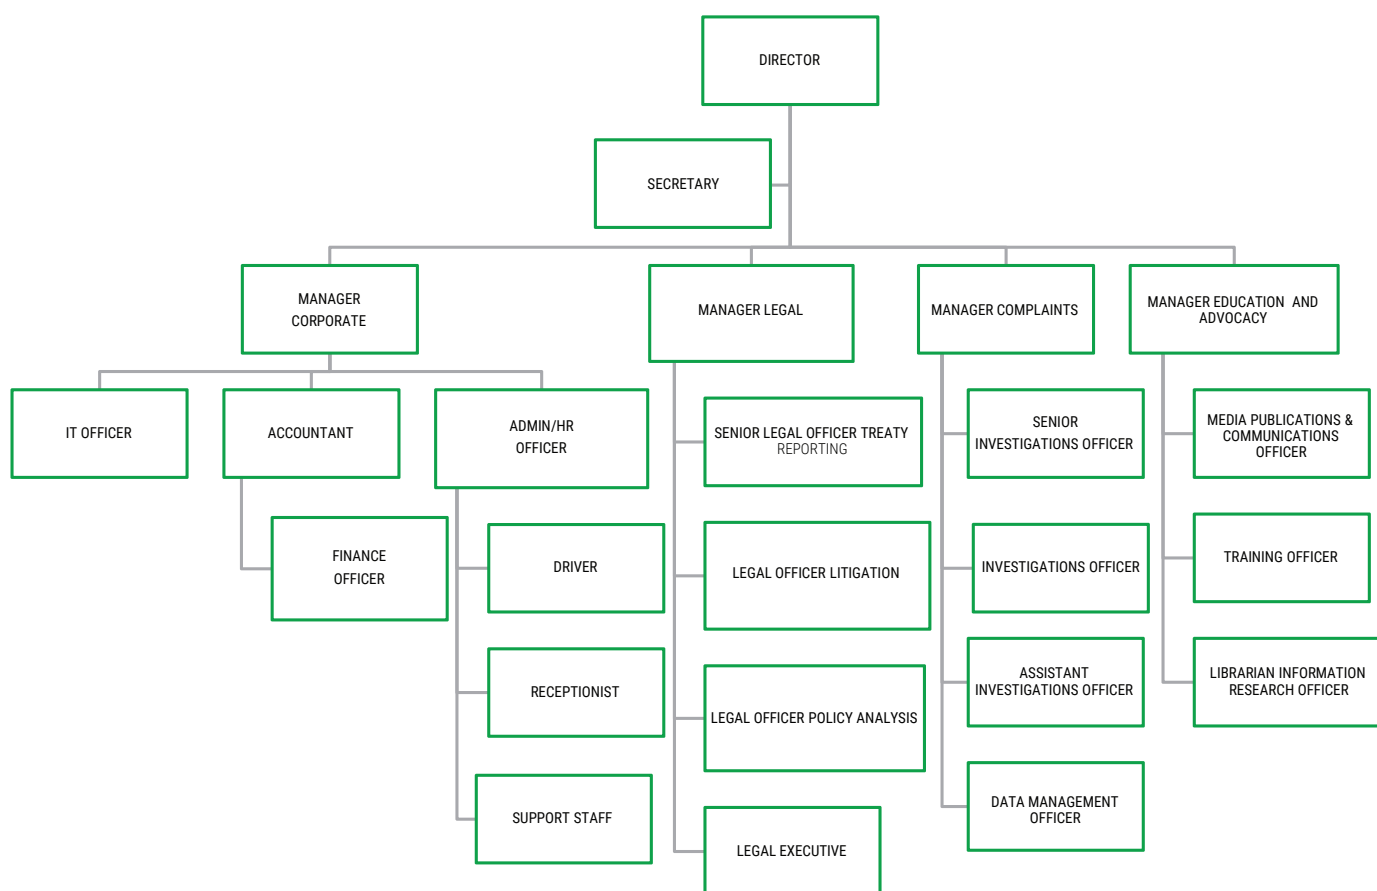 DIRECTOR
SECRETARY
MANAGER
CORPORATE
MANAGER LEGAL
MANAGER COMPLAINTS
MANAGER EDUCATION AND
ADVOCACY
IT OFFICER
ACCOUNTANT
ADMIN/HR
OFFICER
FINANCE
OFFICER
DRIVER
RECEPTIONIST
SUPPORT STAFF
SENIOR LEGAL OFFICER TREATY
REPORTING
LEGAL OFFICER LITIGATION
LEGAL OFFICER POLICY ANALYSIS
LEGAL EXECUTIVE
SENIOR
INVESTIGATIONS OFFICER
INVESTIGATIONS OFFICER
ASSISTANT
INVESTIGATIONS OFFICER
DATA MANAGEMENT
OFFICER
MEDIA PUBLICATIONS &
COMMUNICATIONS
OFFICER
TRAINING OFFICER
LIBRARIAN INFORMATION
RESEARCH OFFICER